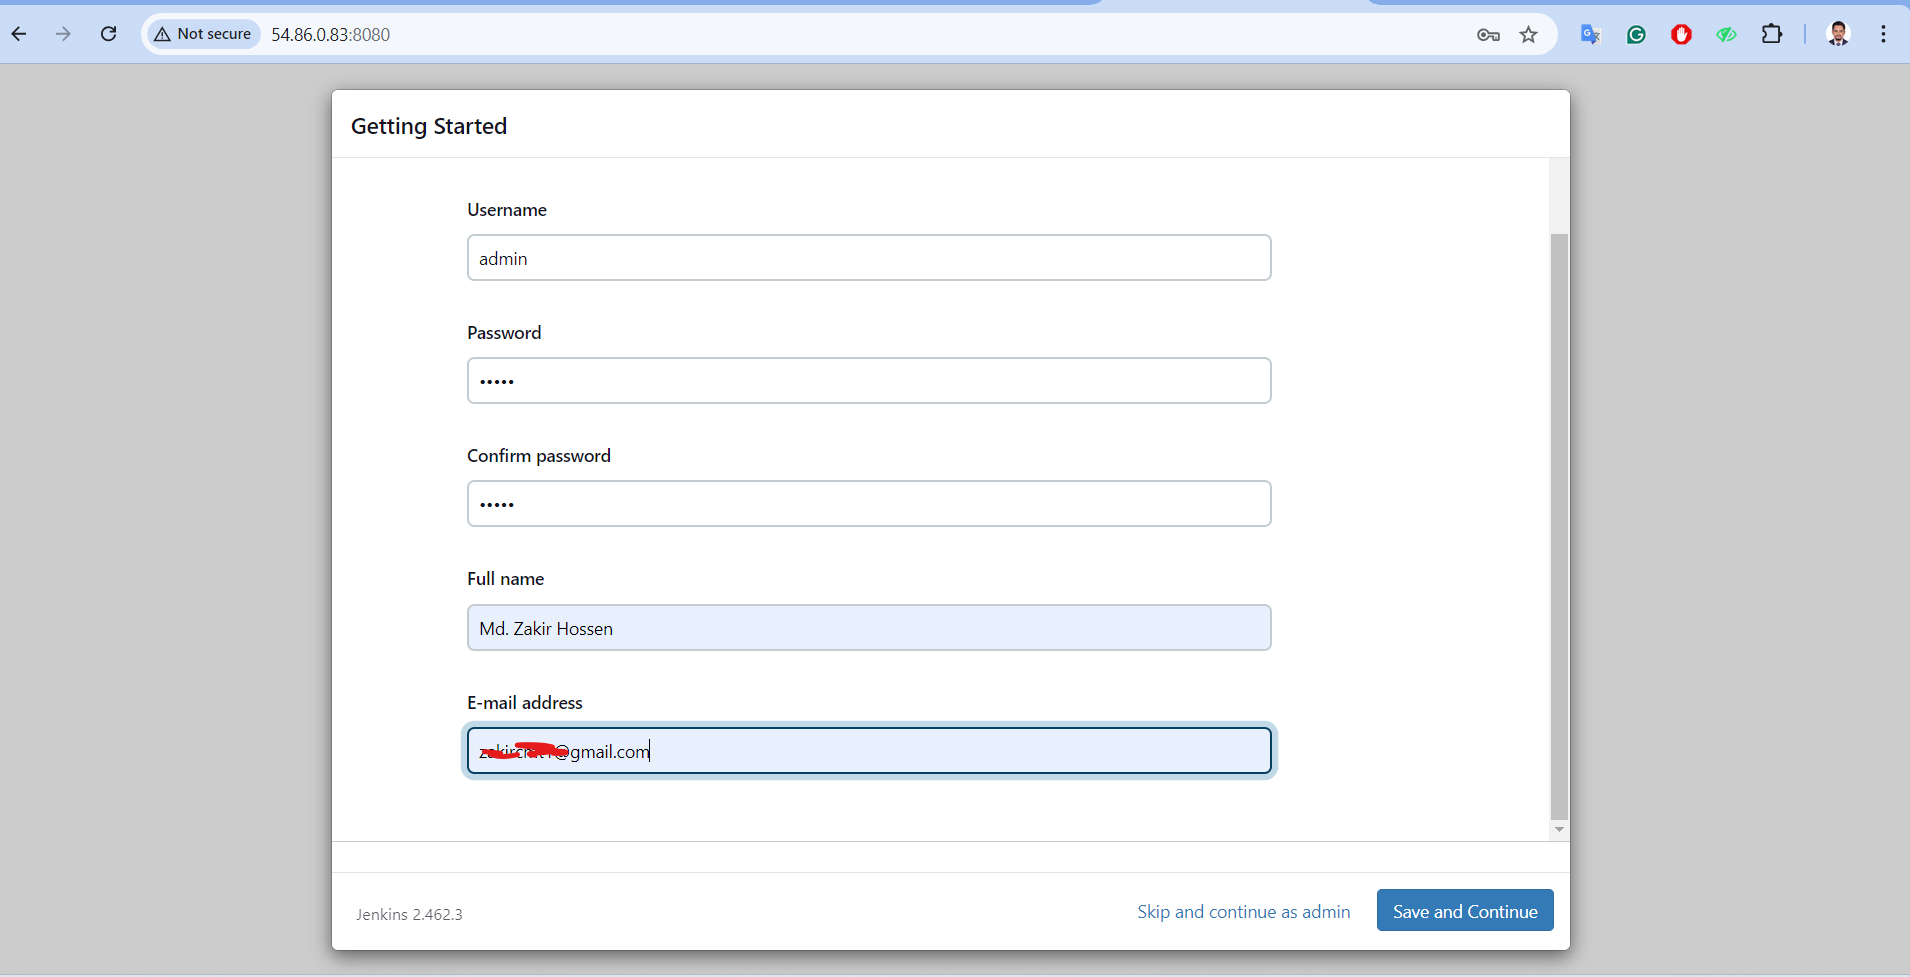 Not secure 54.86.0.83:8080
Getting Started
Username
admin
Password
•••••
Confirm password
•••••
Full name
Md. Zakir Hossen
E-mail address
@gmail.com
Jenkins 2.462.3
Skip and continue as admin
Save and Continue